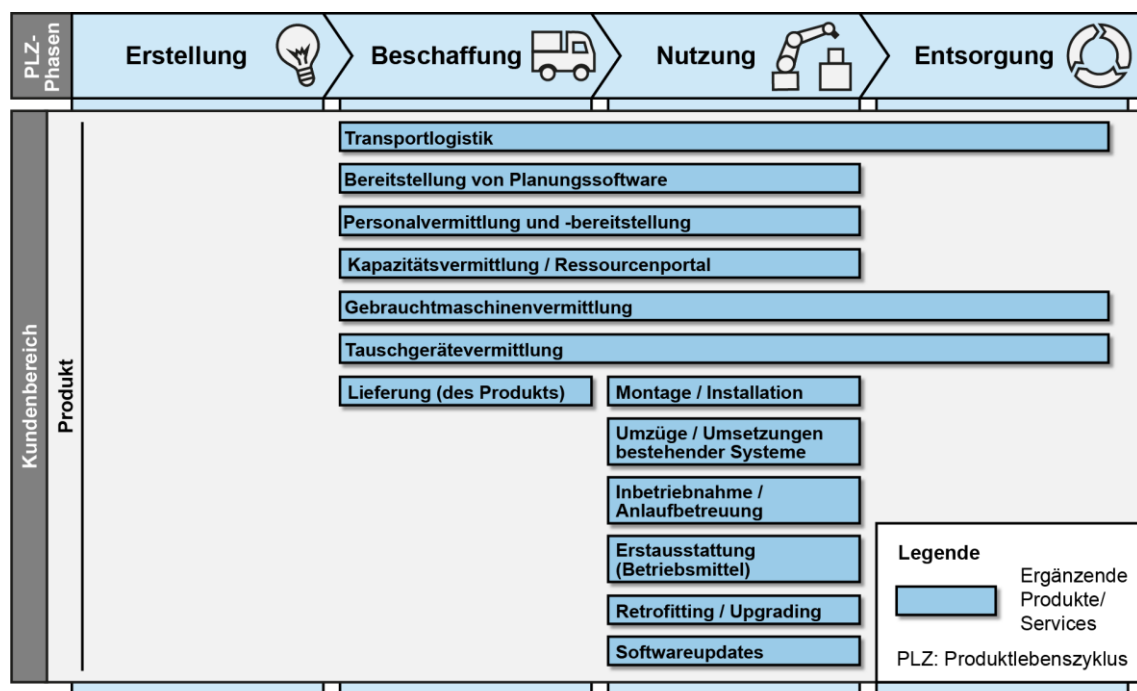 PLZ-
Phasen
Erstellung
Beschaffung
Nutzung
Entsorgung
Kundenbereich
Produkt
Transportlogistik
Bereitstellung von Planungssoftware
Personalvermittlung und -bereitstellung
Kapazitätsvermittlung / Ressourcenportal
Gebrauchtmaschinenvermittlung
Tauschgerätevermittlung
Lieferung (des Produkts)
Montage / Installation
Umzüge / Umsetzungen
bestehender Systeme
Inbetriebnahme /
Anlaufbetreuung
Erstausstattung
(Betriebsmittel)
Retrofitting / Upgrading
Softwareupdates
Legende
Ergänzende
Produkte/
Services
PLZ: Produktlebenszyklus